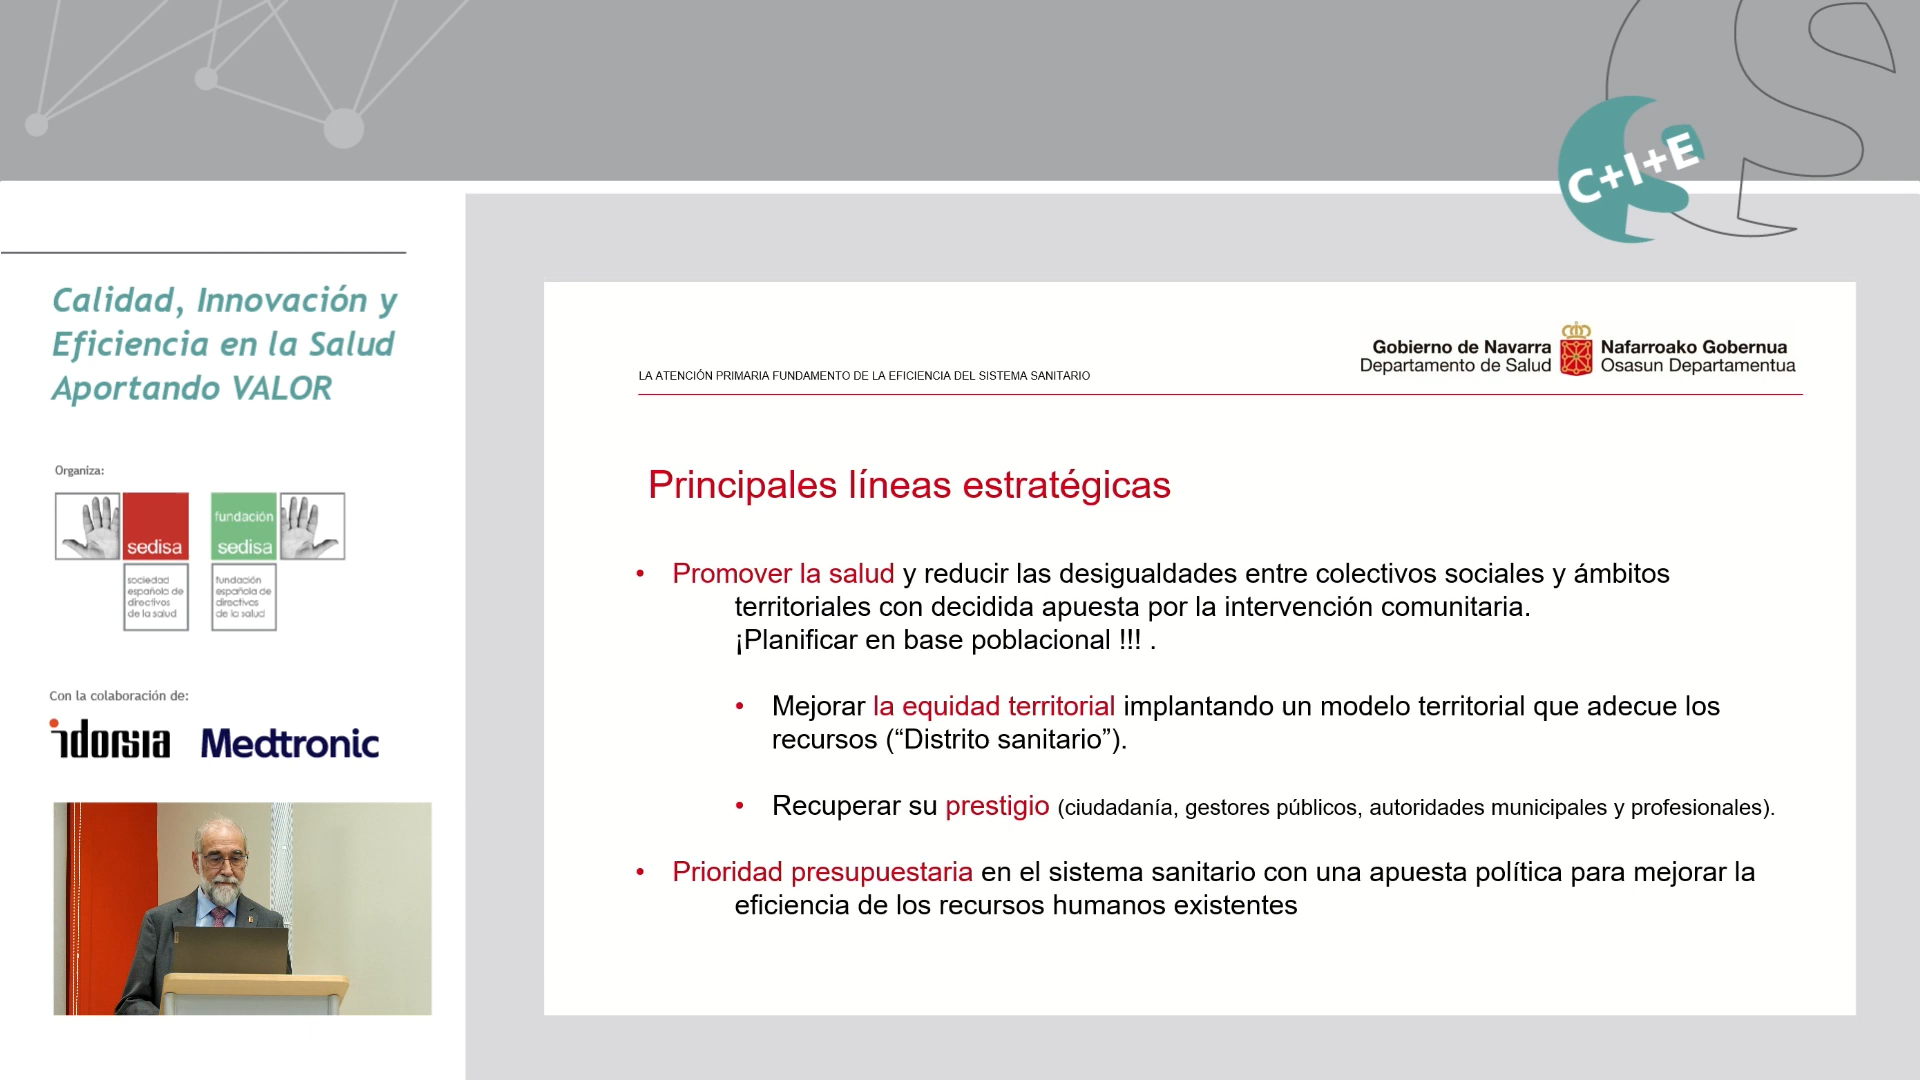 C+I+E
Calidad, Innovación y
Eficiencia en la Salud
Aportando VALOR
Organiza:
sedisa
sociedad
española de
directivos
de la salud
fundación
sedisa
fundación
española de
directivos
de la salud
Con la colaboración de:
idorsia
Medtronic
LA ATENCIÓN PRIMARIA FUNDAMENTO DE LA EFICIENCIA DEL SISTEMA SANITARIO
Gobierno de Navarra
Departamento de Salud
Nafarroako Gobernua
Osasun Departamentua
Principales líneas estratégicas
• Promover la salud y reducir las desigualdades entre colectivos sociales y ámbitos
territoriales con decidida apuesta por la intervención comunitaria.
¡Planificar en base poblacional !!! .
• Mejorar la equidad territorial implantando un modelo territorial que adecue los
recursos (“Distrito sanitario”).
• Recuperar su prestigio (ciudadanía, gestores públicos, autoridades municipales y profesionales).
• Prioridad presupuestaria en el sistema sanitario con una apuesta política para mejorar la
eficiencia de los recursos humanos existentes